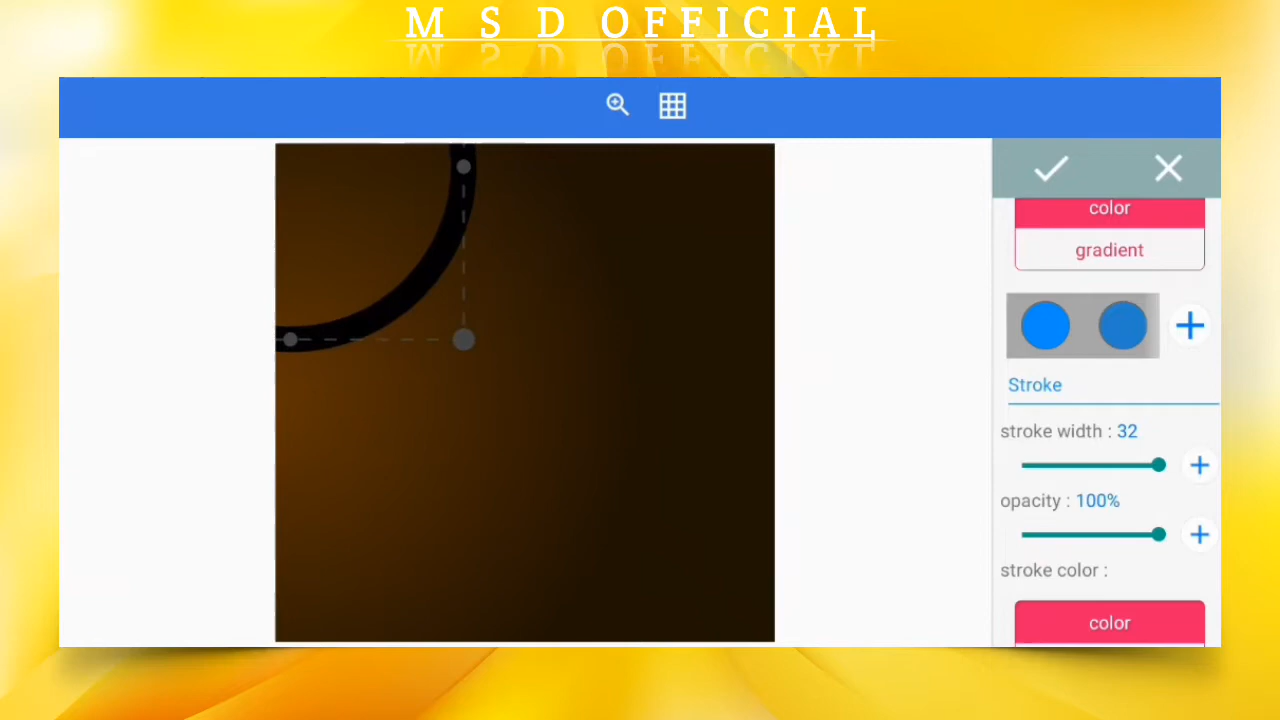 M S D OFFICIAL
color
gradient
Stroke
stroke width : 32
opacity : 100%
stroke color :
color